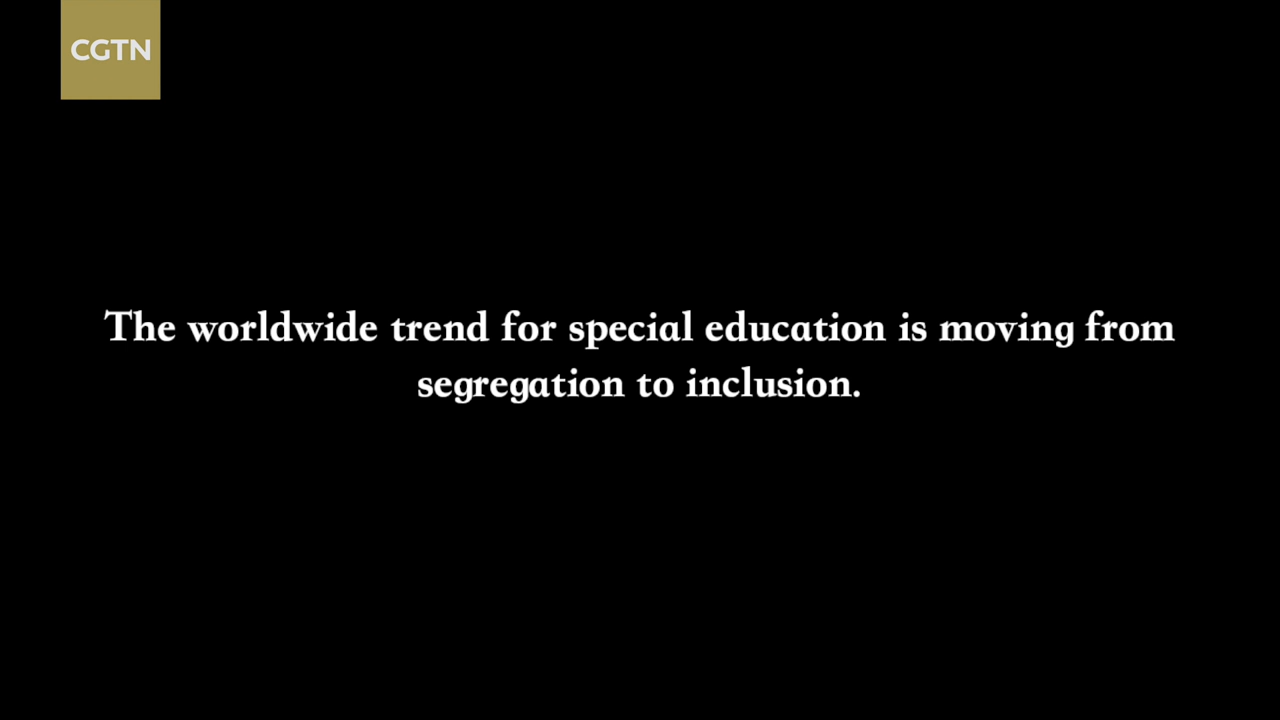 CGTN
The worldwide trend for special education is moving from
segregation to inclusion.